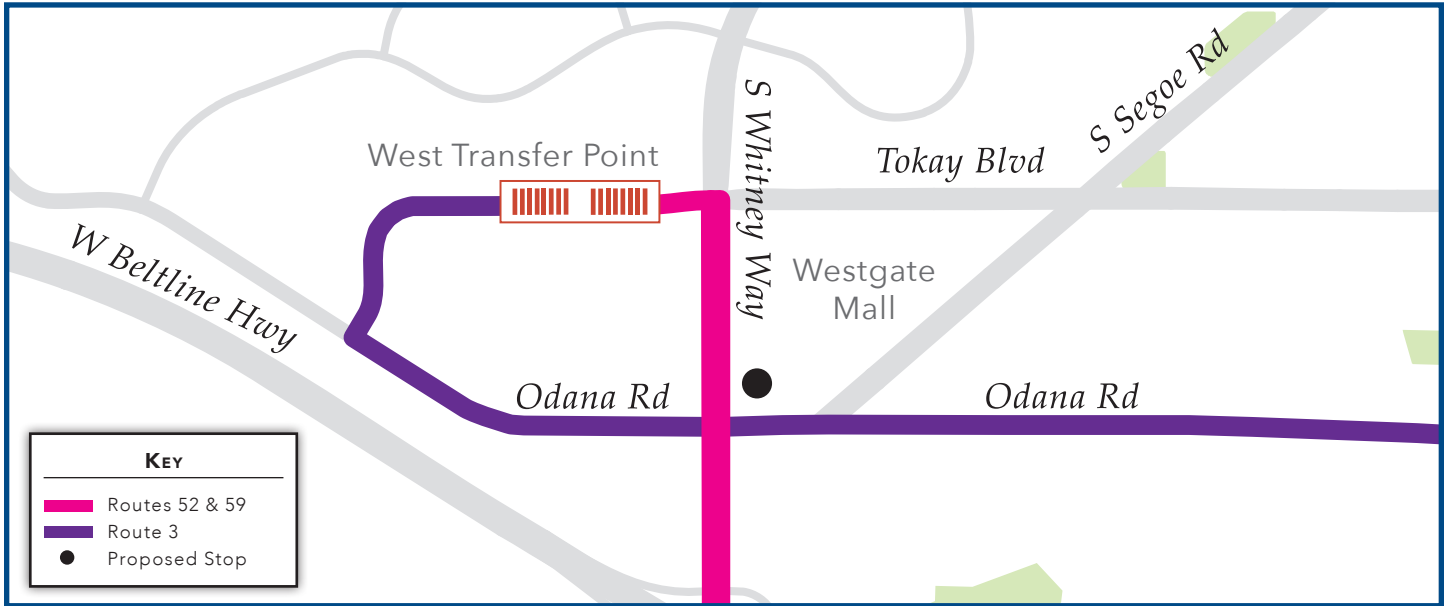 S Whitney Way
S Segoe Rd
West Transfer Point
Tokay Blvd
W Beltline Hwy
Westgate
Mall
Odana Rd
Odana Rd
KEY
Routes 52 & 59
Route 3
Proposed Stop